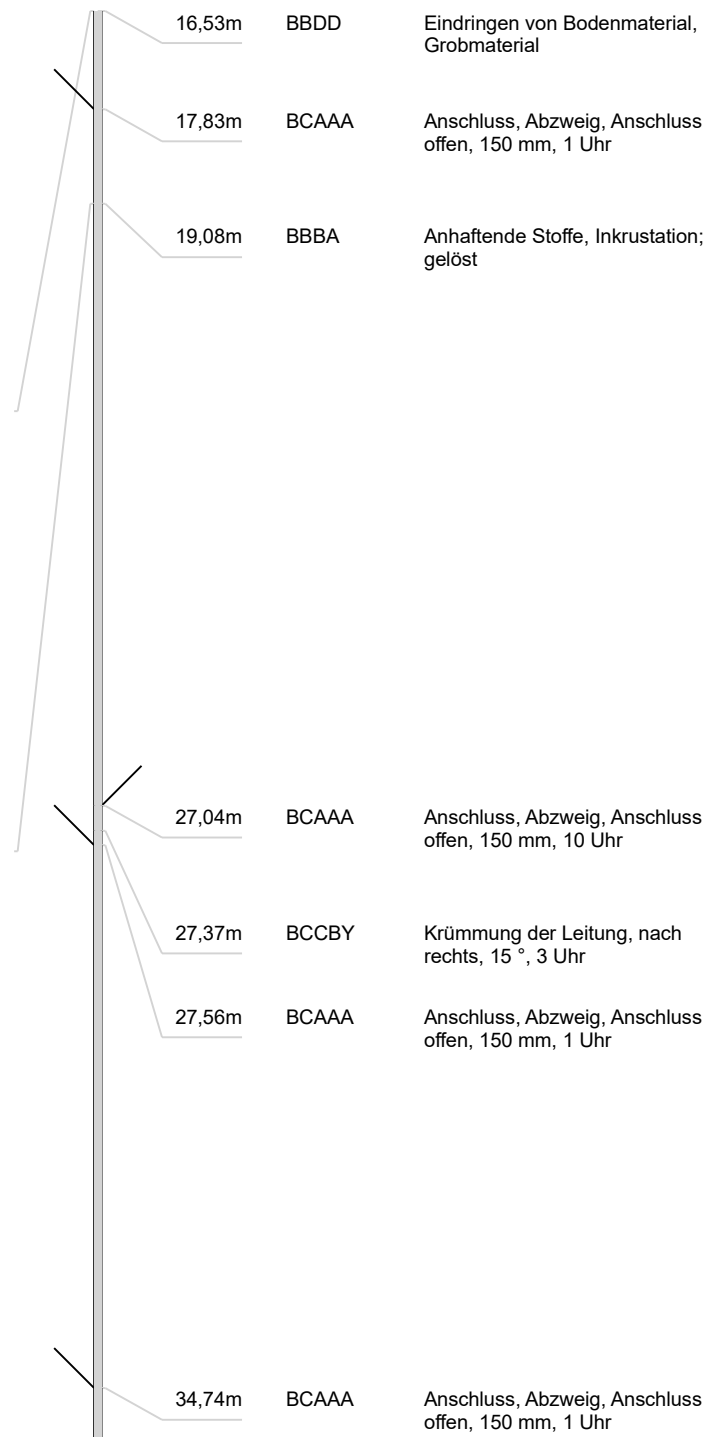 16,53m BBDD Eindringen von Bodenmaterial,
Grobmaterial
17,83m BCAAA Anschluss, Abzweig, Anschluss
offen, 150 mm, 1 Uhr
19,08m BBBA Anhaftende Stoffe, Inkrustation;
gelöst
27,04m BCAAA Anschluss, Abzweig, Anschluss
offen, 150 mm, 10 Uhr
27,37m BCCBY Krümmung der Leitung, nach
rechts, 15 °, 3 Uhr
27,56m BCAAA Anschluss, Abzweig, Anschluss
offen, 150 mm, 1 Uhr
34,74m BCAAA Anschluss, Abzweig, Anschluss
offen, 150 mm, 1 Uhr